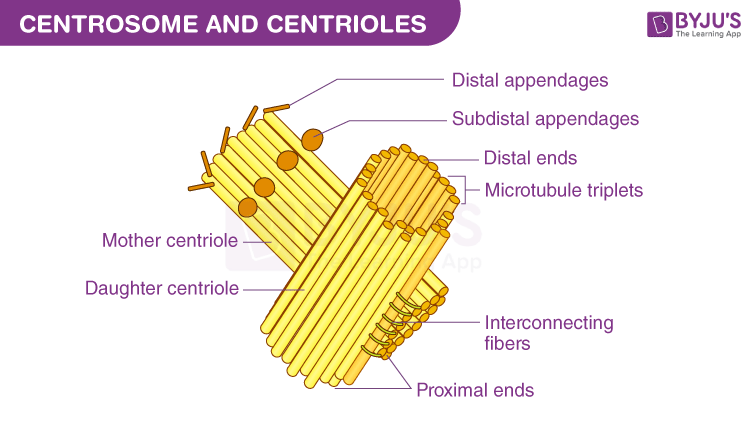 CENTROSOME AND CENTRIOLES
BYJU'S
The Learning App
Distal appendages
Subdistal appendages
Distal ends
Microtubule triplets
Mother centriole
Daughter centriole
Interconnecting
fibers
Proximal ends